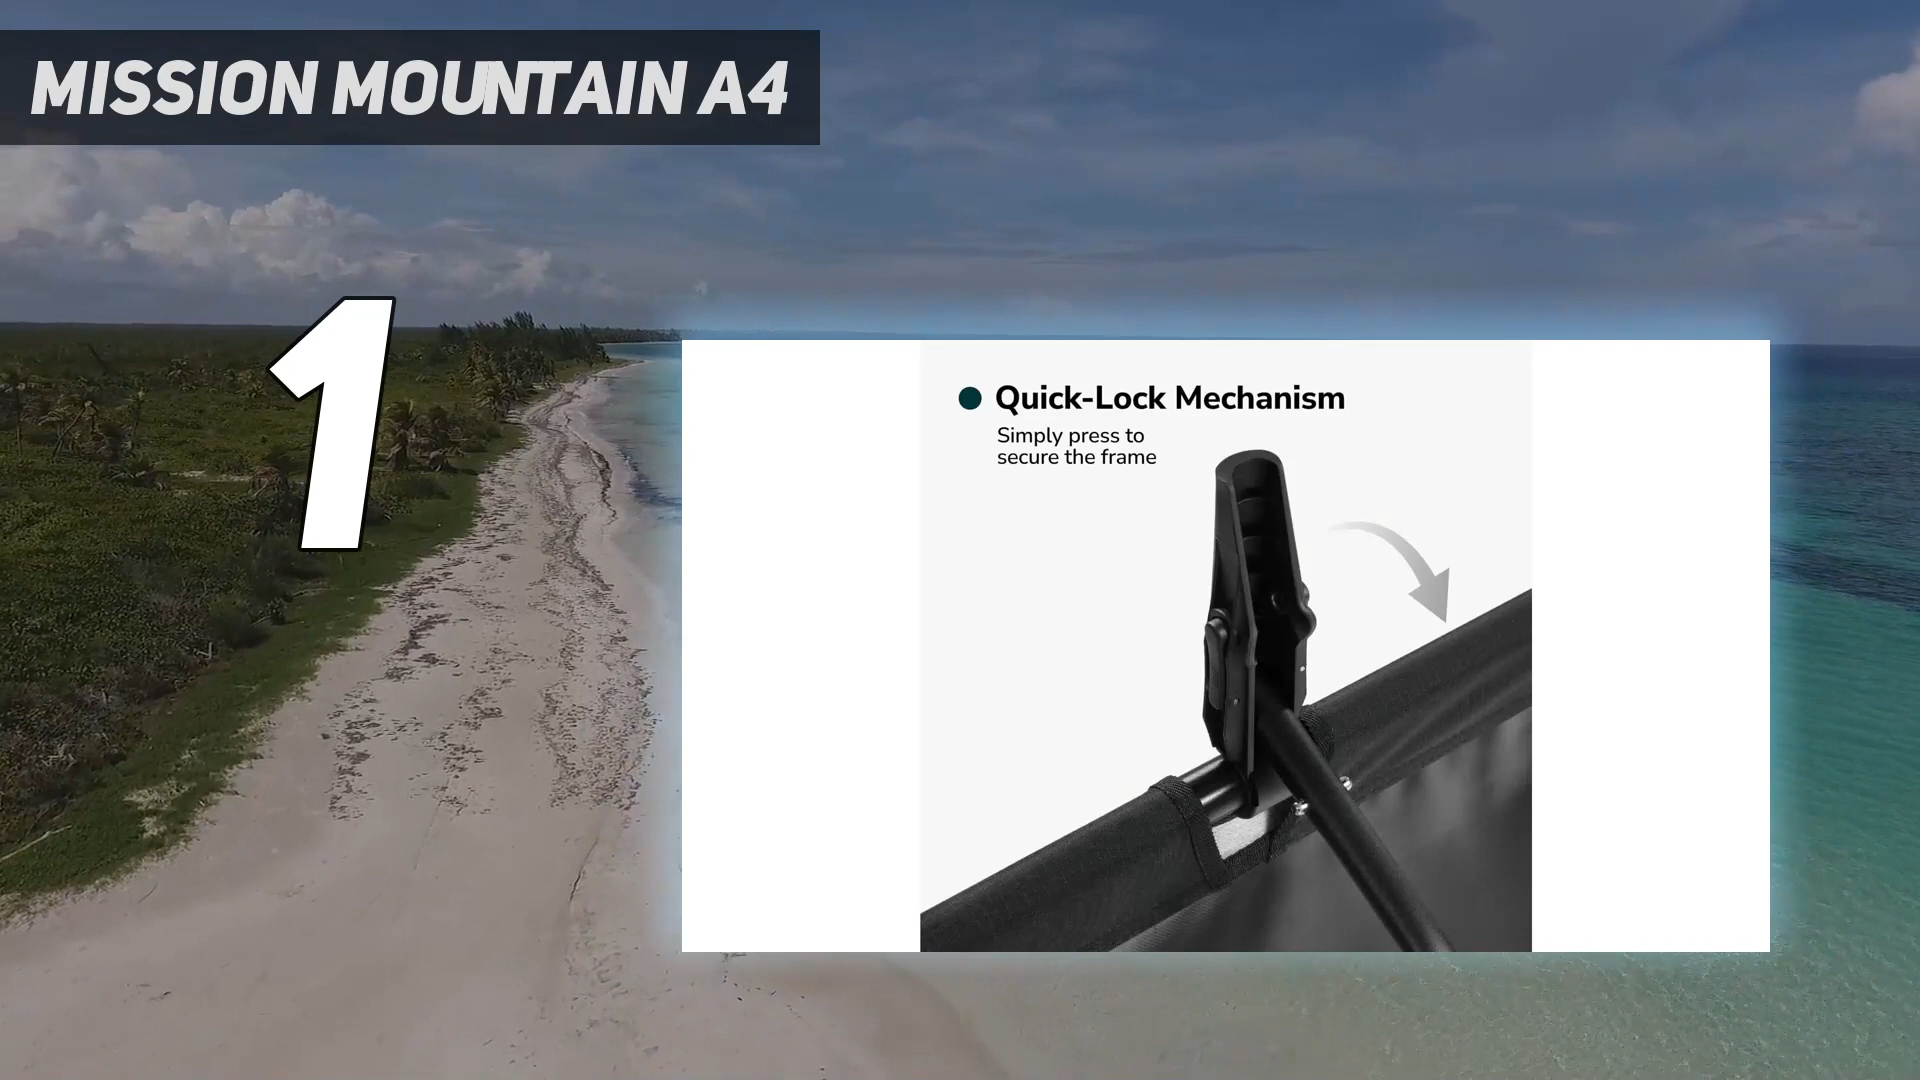 MISSION MOUNTAIN A4
1
Quick-Lock Mechanism
Simply press to
secure the frame